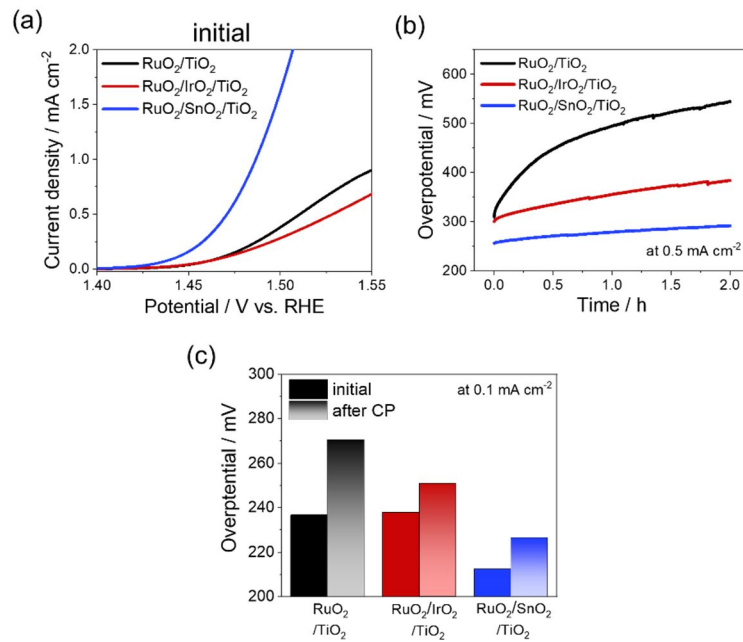 (a)
initial
RuO2/TiO2
RuO2/IrO2/TiO2
RuO2/SnO2/TiO2
2.0
1.5
1.0
0.5
0.0
Current density / mA cm-2
1.40
1.45
1.50
1.55
Potential / V vs. RHE
(b)
RuO2/TiO2
RuO2/IrO2/TiO2
RuO2/SnO2/TiO2
600
500
400
300
200
Overpotential / mV
at 0.5 mA cm-2
0.0
0.5
1.0
1.5
2.0
Time / h
(c)
initial
after CP
at 0.1 mA cm-2
300
280
260
240
220
200
Overptential / mV
RuO2
/TiO2
RuO2/IrO2
/TiO2
RuO2/SnO2
/TiO2